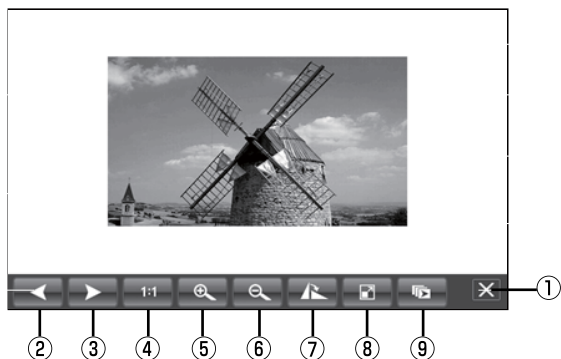 1:1
①
② ③ ④ ⑤ ⑥ ⑦ ⑧ ⑨